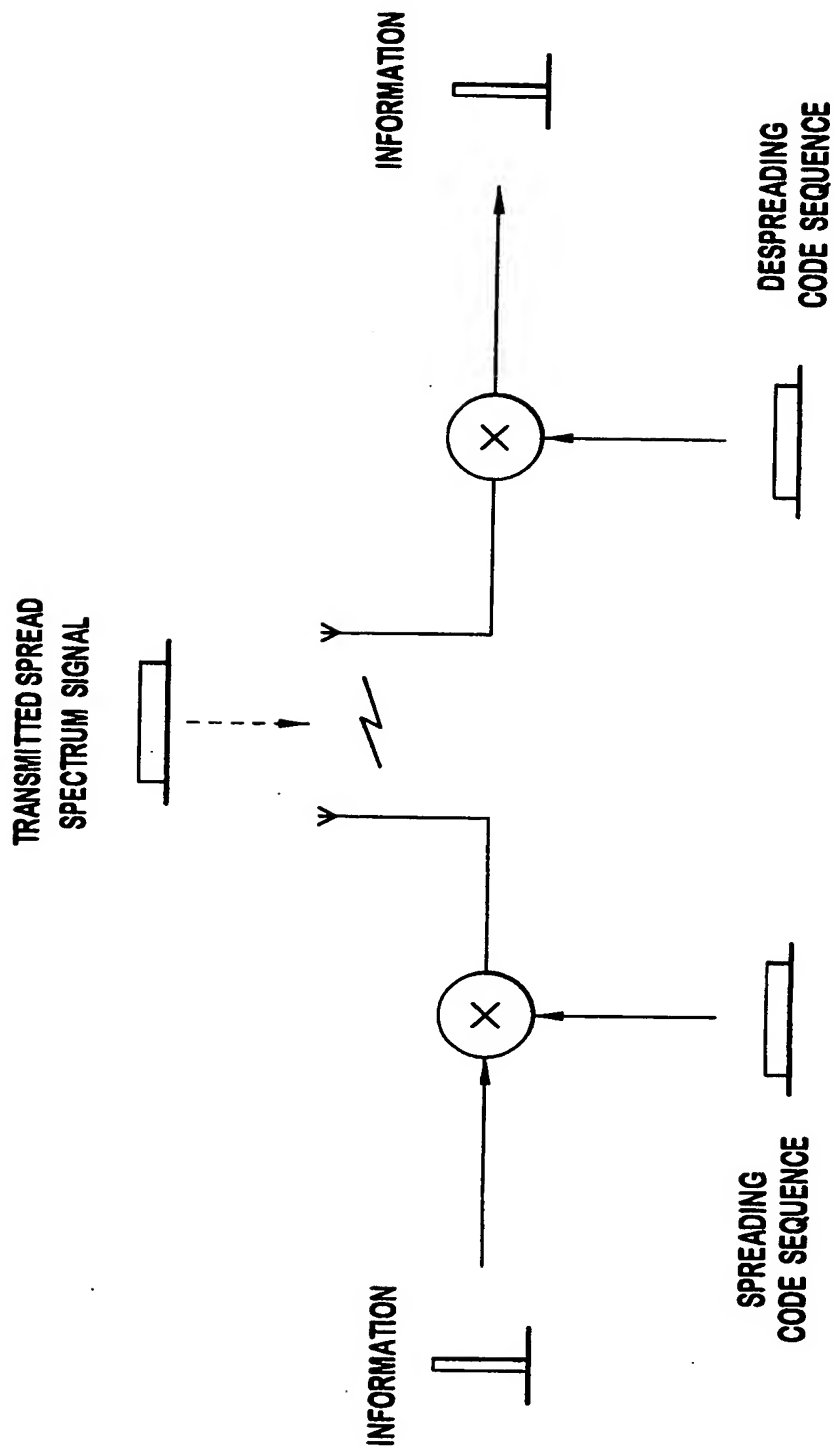 TRANSMITTED SPREAD
SPECTRUM SIGNAL
INFORMATION
INFORMATION
SPREADING
CODE SEQUENCE
DESPREADING
CODE SEQUENCE